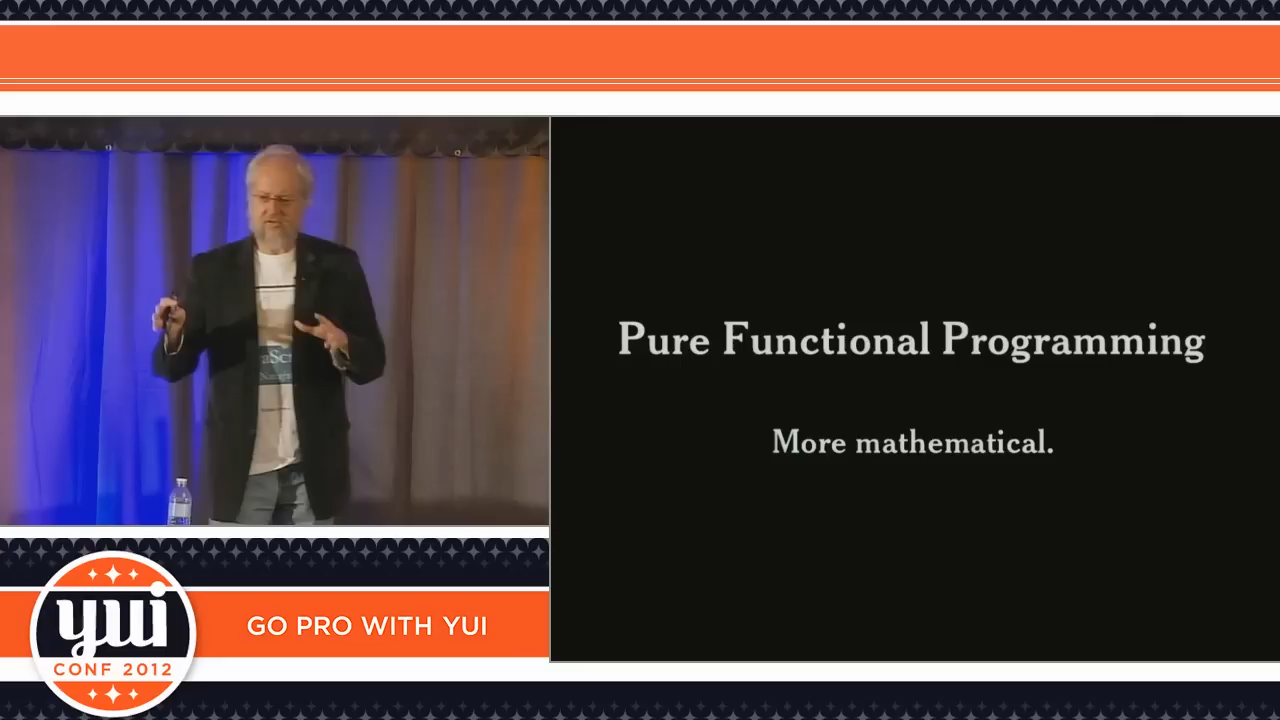 Pure Functional Programming
More mathematical.
yui
CONF 2012
GO PRO WITH YUI